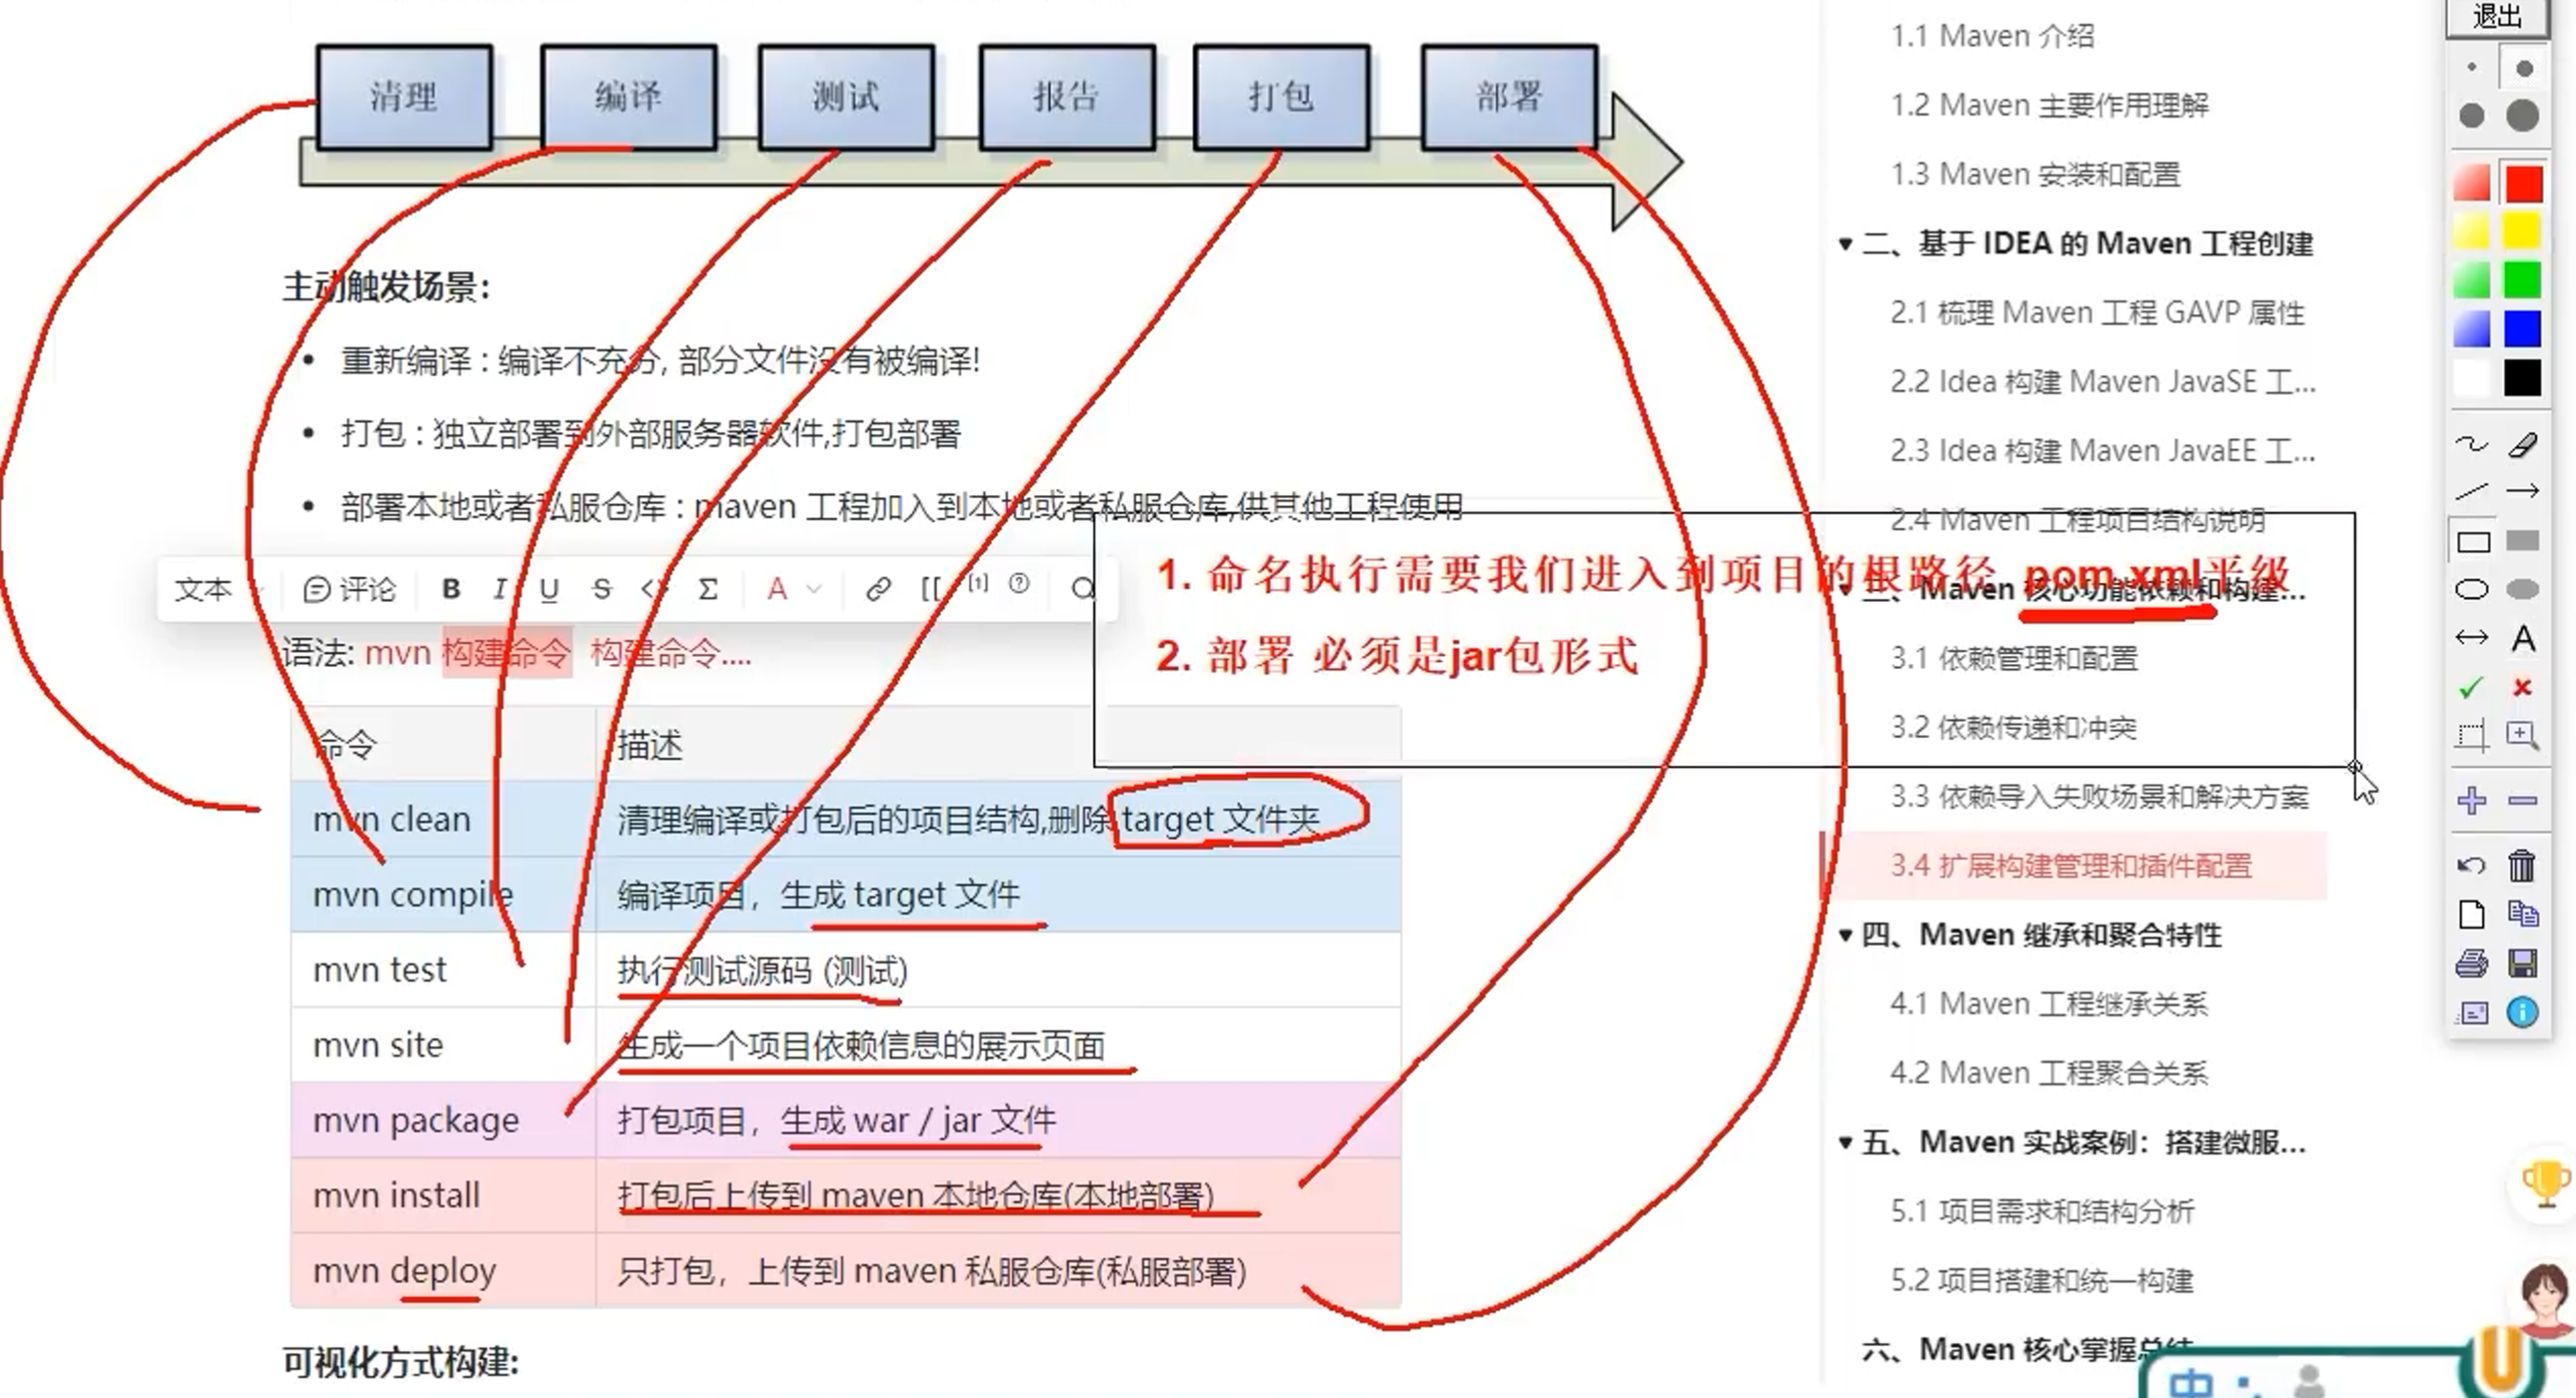 清理 编译 测试 报告 打包 部署
主动触发场景:
• 重新编译 : 编译不充分, 部分文件没有被编译!
• 打包 : 独立部署到外部服务器软件,打包部署
• 部署本地或者私服仓库 : maven 工程加入到本地或者私服仓库,供其他工程使用
文本 评论 B I U S <> Σ A
语法: mvn 构建命令 构建命令....
1. 命名执行需要我们进入到项目的根路径 pom.xml平级
2. 部署 必须是jar包形式
命令 描述
mvn clean 清理编译或打包后的项目结构,删除 target 文件夹
mvn compile 编译项目，生成 target 文件
mvn test 执行测试源码 (测试)
mvn site 生成一个项目依赖信息的展示页面
mvn package 打包项目，生成 war / jar 文件
mvn install 打包后上传到 maven 本地仓库(本地部署)
mvn deploy 只打包，上传到 maven 私服仓库(私服部署)
可视化方式构建:
1.1 Maven 介绍
1.2 Maven 主要作用理解
1.3 Maven 安装和配置
二、基于 IDEA 的 Maven 工程创建
2.1 梳理 Maven 工程 GAVP 属性
2.2 Idea 构建 Maven JavaSE 工...
2.3 Idea 构建 Maven JavaEE 工...
2.4 Maven 工程项目结构说明
三、Maven 核心功能依赖和构建...
3.1 依赖管理和配置
3.2 依赖传递和冲突
3.3 依赖导入失败场景和解决方案
3.4 扩展构建管理和插件配置
四、Maven 继承和聚合特性
4.1 Maven 工程继承关系
4.2 Maven 工程聚合关系
五、Maven 实战案例：搭建微服...
5.1 项目需求和结构分析
5.2 项目搭建和统一构建
六、Maven 核心掌握总结
退出
A
中
U